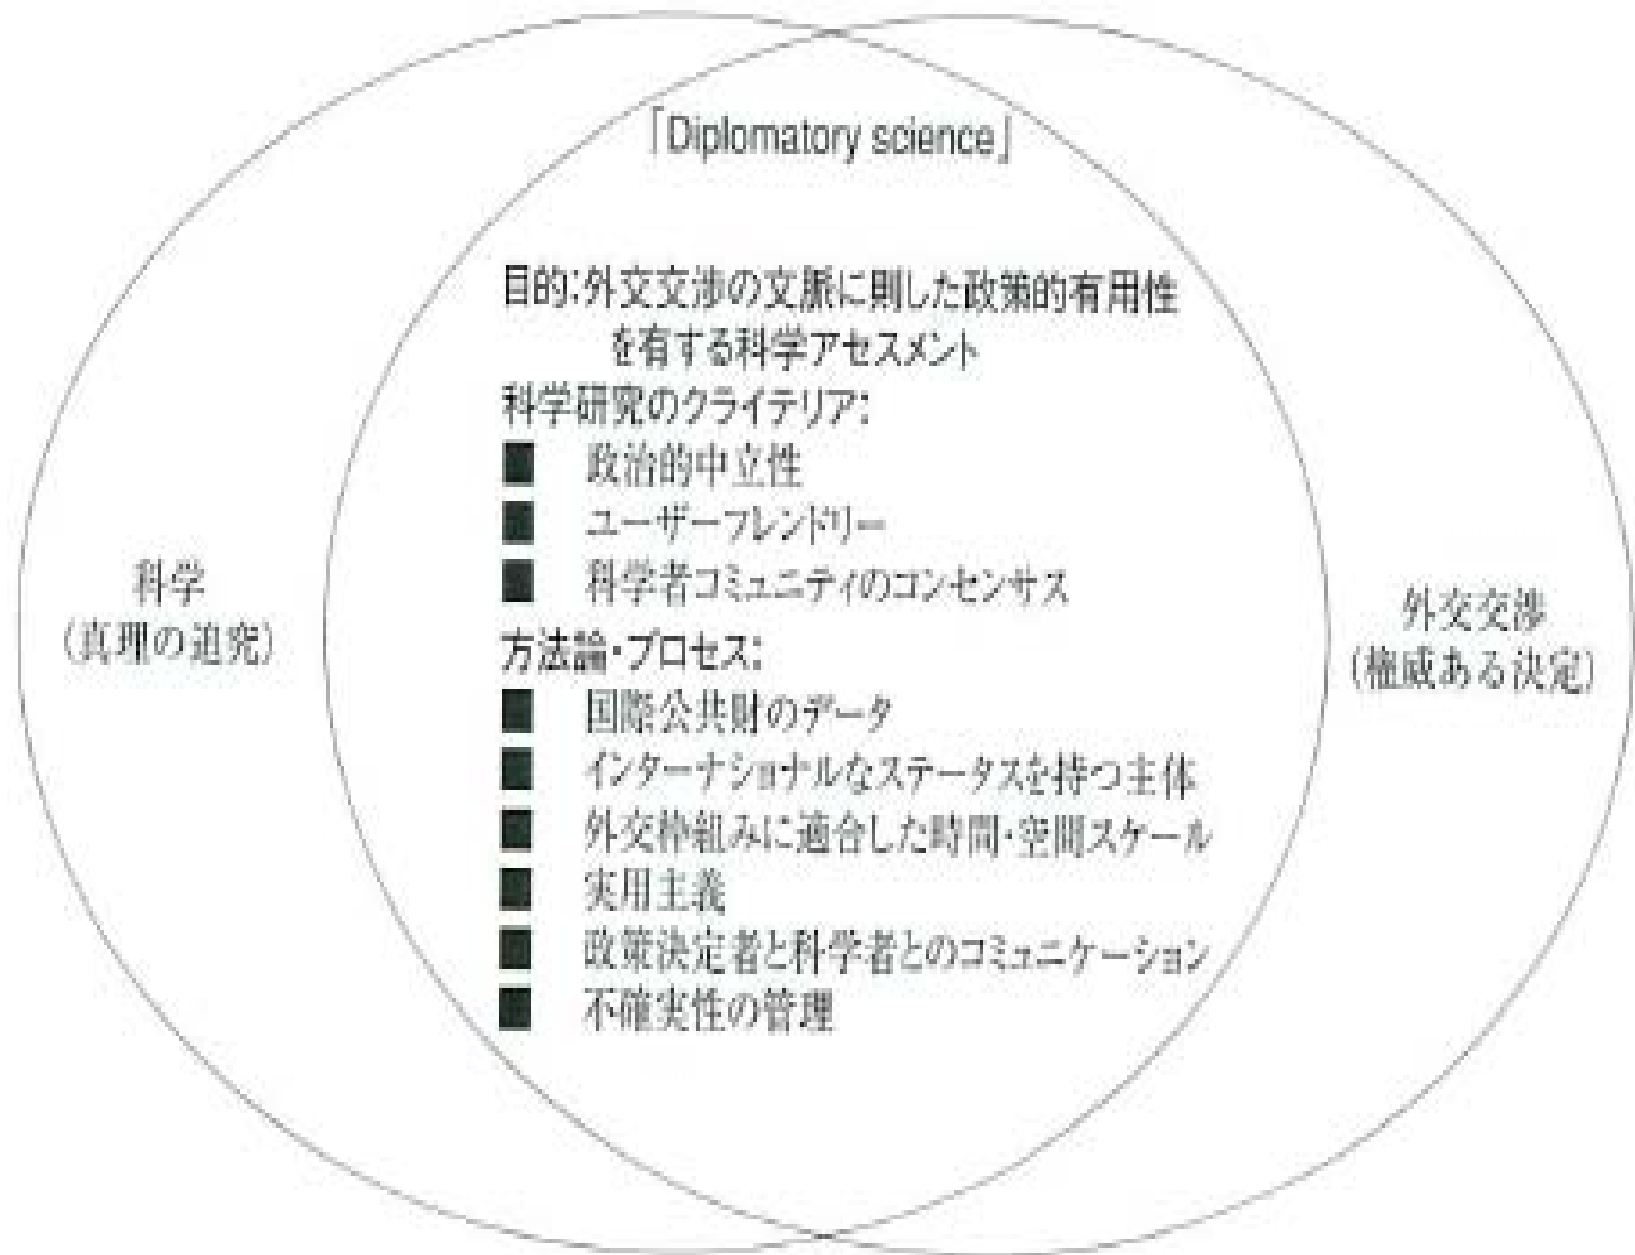 「Diplomatory science」
目的:外交交渉の文脈に則した政策的有用性
を有する科学アセスメント
科学研究のクライテリア:
■ 政治的中立性
■ ユーザーフレンドリー
■ 科学者コミュニティのコンセンサス
方法論・プロセス:
■ 国際公共財のデータ
■ インターナショナルなステータスを持つ主体
■ 外交枠組みに適合した時間・空間スケール
■ 実用主義
■ 政策決定者と科学者とのコミュニケーション
■ 不確実性の管理
科学
(真理の追究)
外交交渉
(権威ある決定)